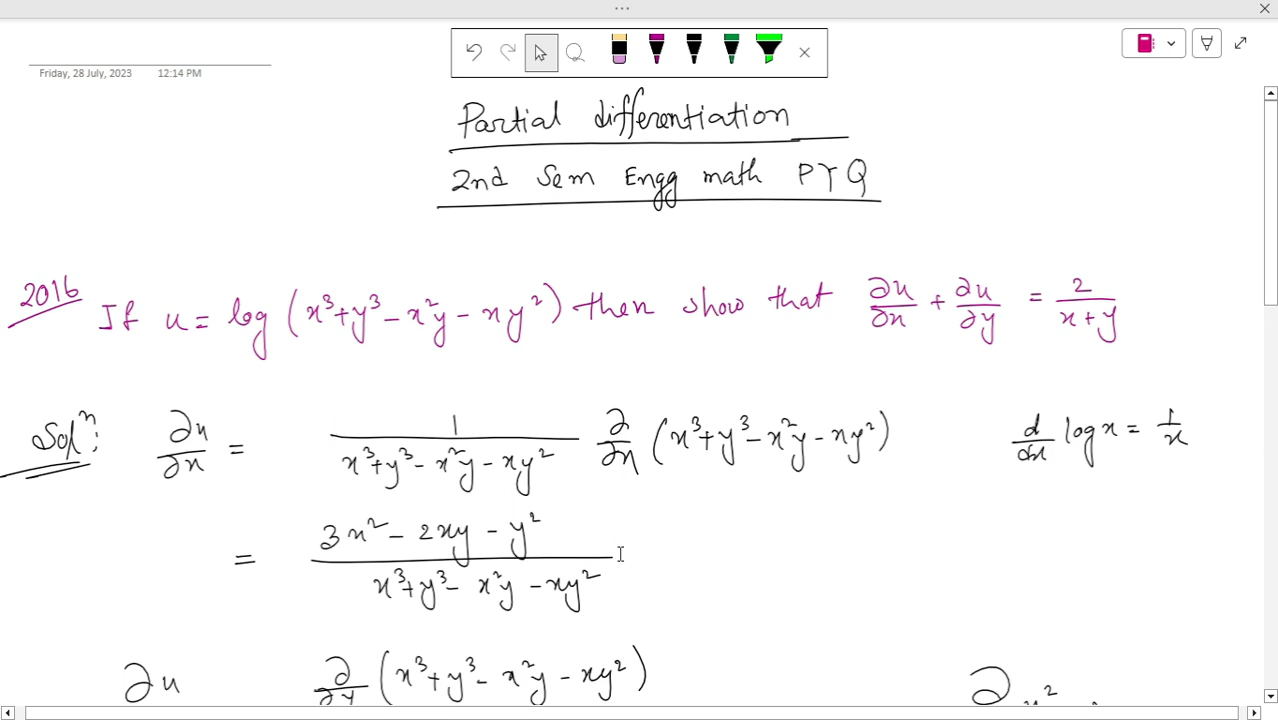 Friday, 28 July, 2023 12:14 PM
Partial differentiation
2nd Sem Engg math PYQ
2016 If u = log (x³+y³-x²y-xy²) then show that ∂u/∂x + ∂u/∂y = 2/(x+y)
Solⁿ: ∂u/∂x = 1/(x³+y³-x²y-xy²) ∂/∂x (x³+y³-x²y-xy²) d/dx log x = 1/x
= (3x²-2xy-y²)/(x³+y³-x²y-xy²)
∂u ∂/∂y (x³+y³-x²y-xy²)